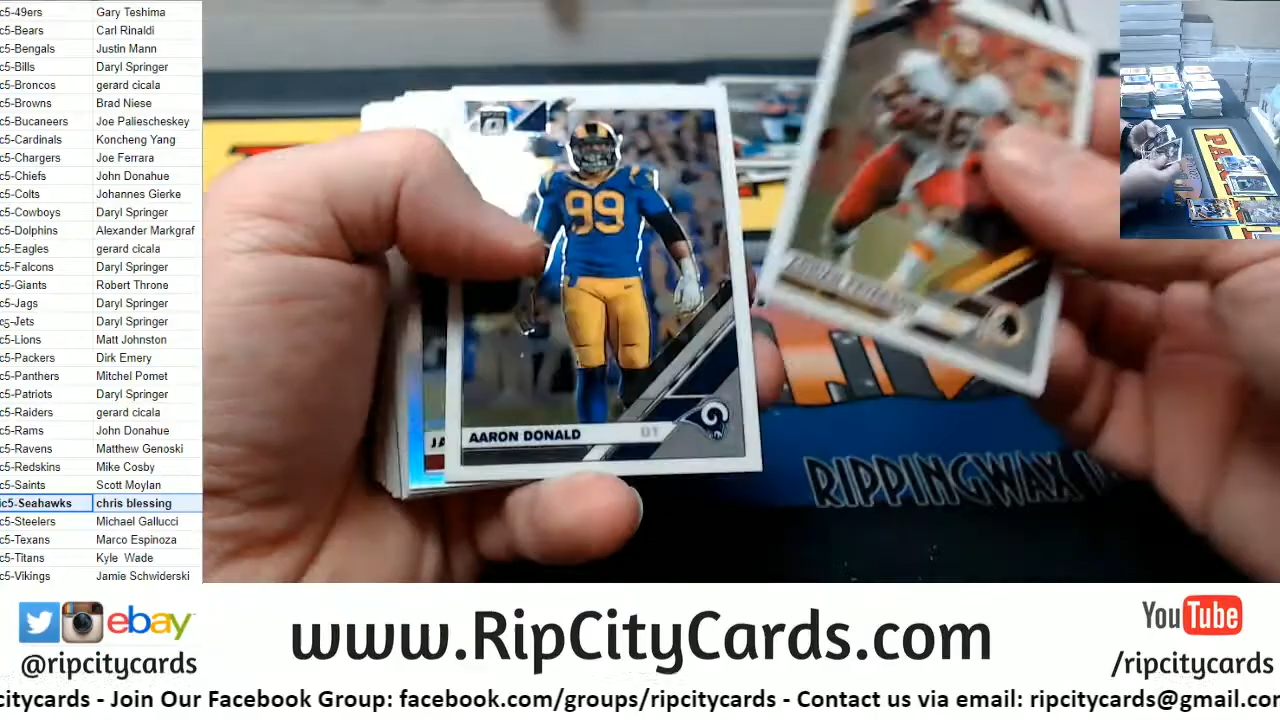 c5-49ers Gary Teshima
c5-Bears Carl Rinaldi
c5-Bengals Justin Mann
c5-Bills Daryl Springer
c5-Broncos gerard cicala
c5-Browns Brad Niese
c5-Bucaneers Joe Palieschesky
c5-Cardinals Koncheng Yang
c5-Chargers Joe Ferrara
c5-Chiefs John Donahue
c5-Colts Johannes Gierke
c5-Cowboys Daryl Springer
c5-Dolphins Alexander Markgraf
c5-Eagles gerard cicala
c5-Falcons Daryl Springer
c5-Giants Robert Throne
c5-Jags Daryl Springer
c5-Jets Daryl Springer
c5-Lions Matt Johnston
c5-Packers Dirk Emery
c5-Panthers Mitchel Pomet
c5-Patriots Daryl Springer
c5-Raiders gerard cicala
c5-Rams John Donahue
c5-Ravens Matthew Genoski
c5-Redskins Mike Cosby
c5-Saints Scott Moylan
ic5-Seahawks chris blessing
c5-Steelers Michael Gallucci
c5-Texans Marco Espinoza
c5-Titans Kyle Wade
c5-Vikings Jamie Schwiderski
99
JA
AARON DONALD DT
RIPPINGWAX
ebay
@ripcitycards
www.RipCityCards.com
YouTube
/ripcitycards
citycards - Join Our Facebook Group: facebook.com/groups/ripcitycards - Contact us via email: ripcitycards@gmail.com